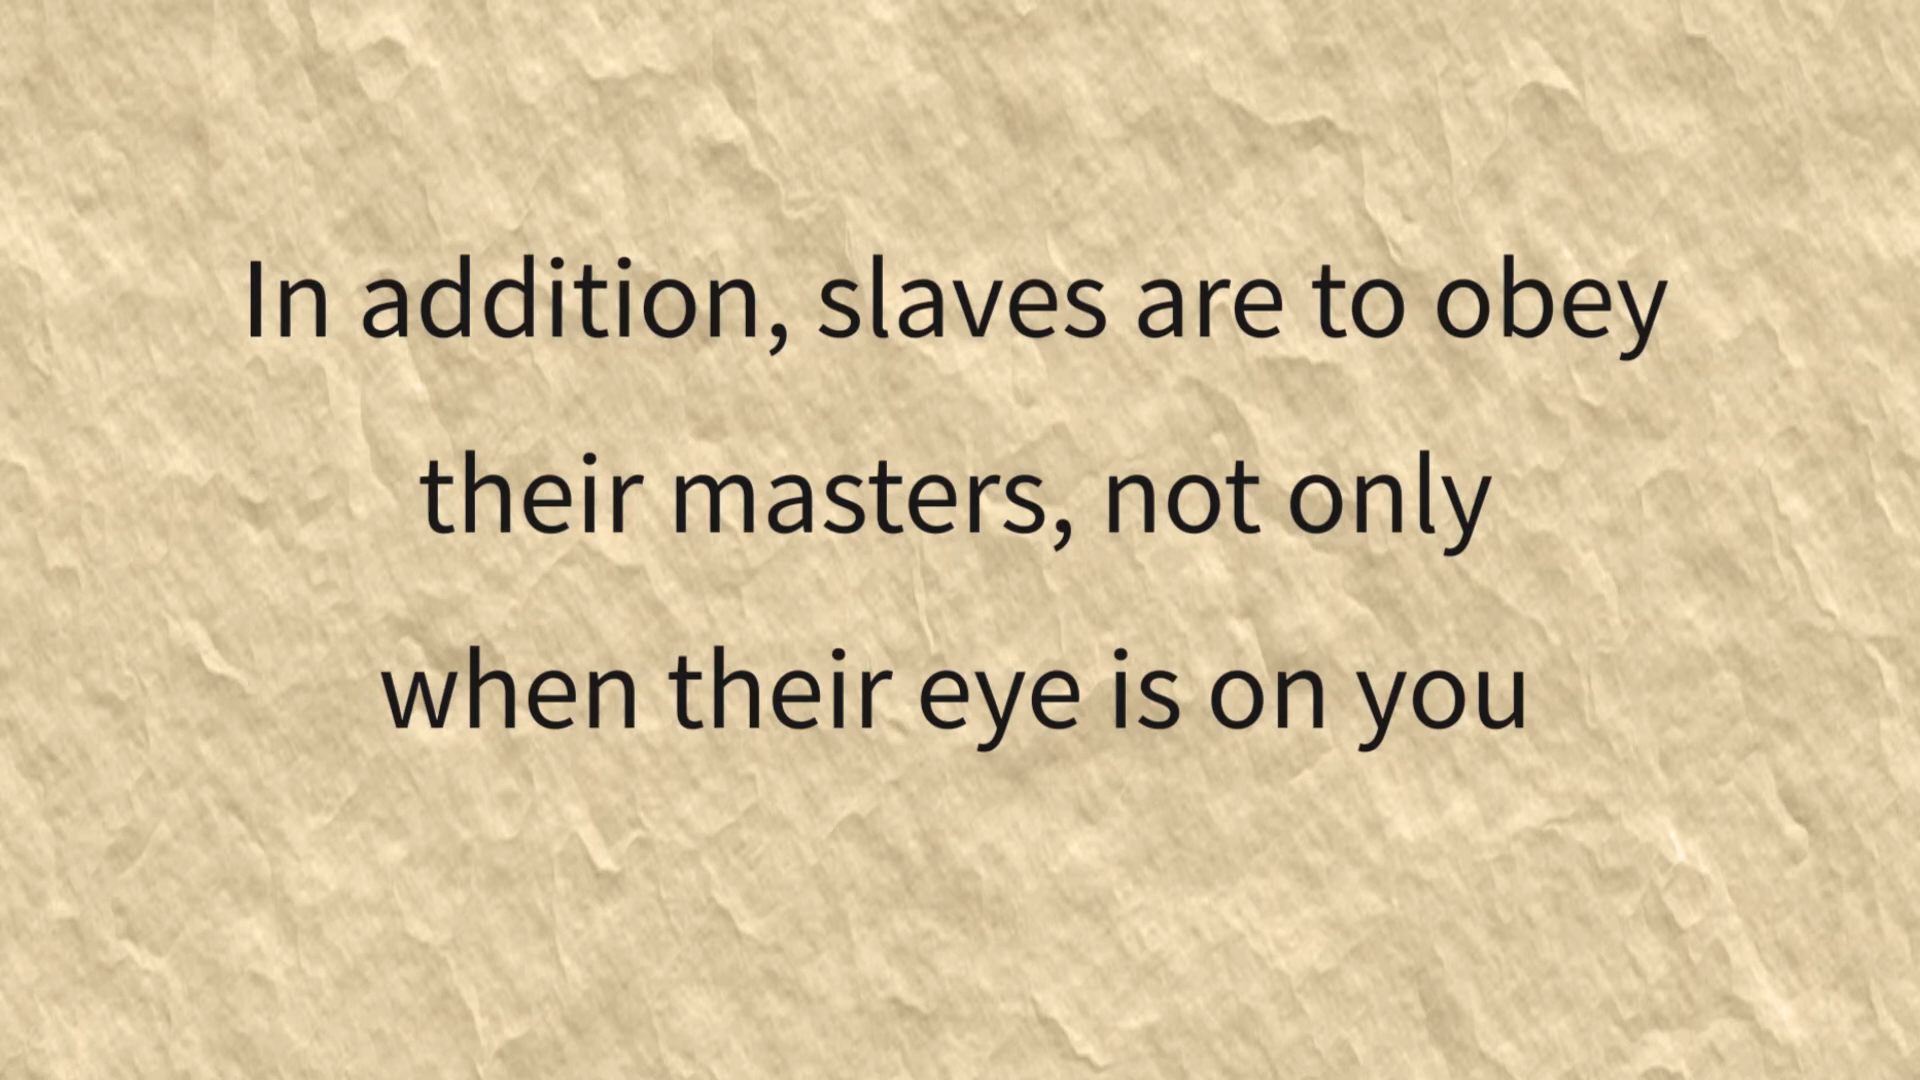 In addition, slaves are to obey
their masters, not only
when their eye is on you